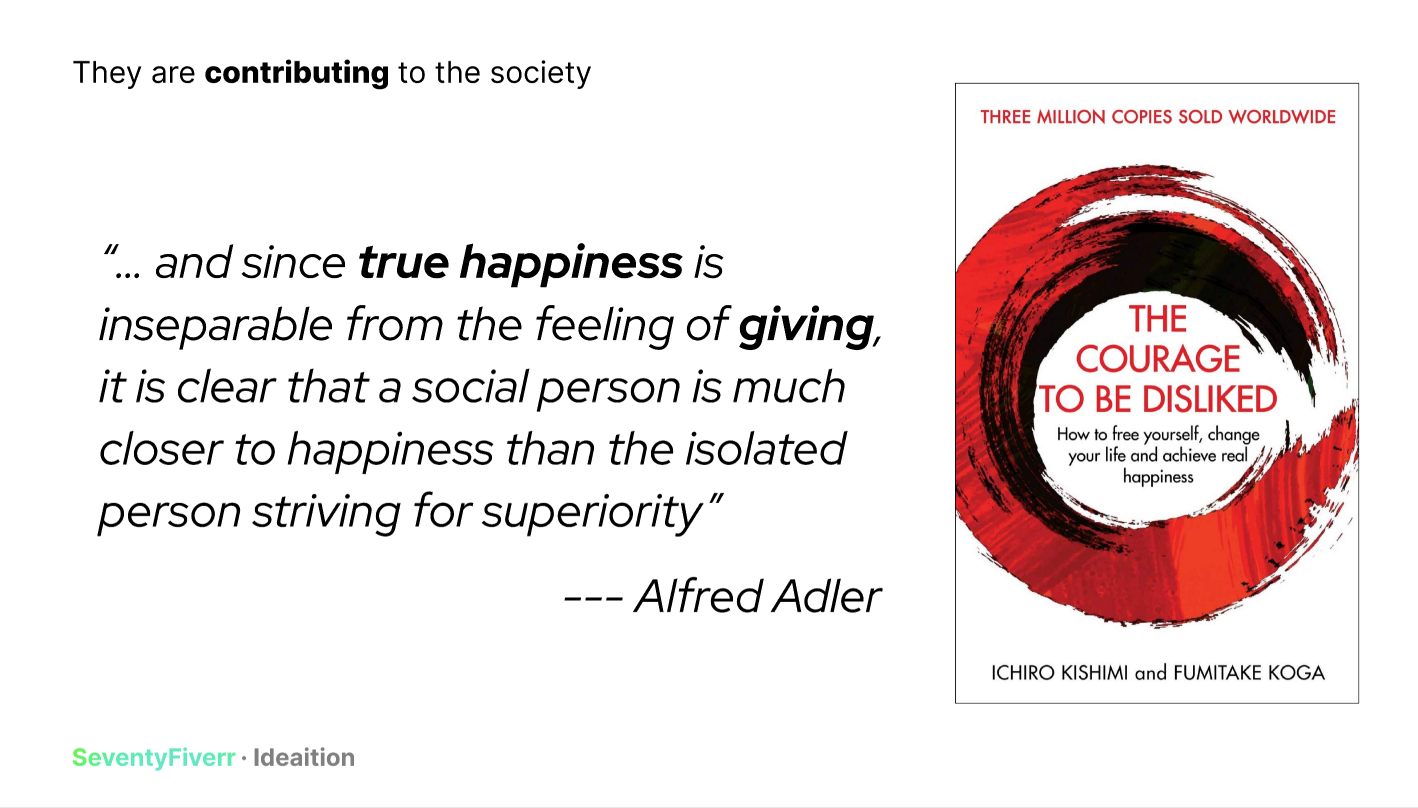 They are contributing to the society
“... and since true happiness is
inseparable from the feeling of giving,
it is clear that a social person is much
closer to happiness than the isolated
person striving for superiority”
--- Alfred Adler
THREE MILLION COPIES SOLD WORLDWIDE
THE
COURAGE
TO BE DISLIKED
How to free yourself, change
your life and achieve real
happiness
ICHIRO KISHIMI and FUMITAKE KOGA
SeventyFiverr · Ideaition